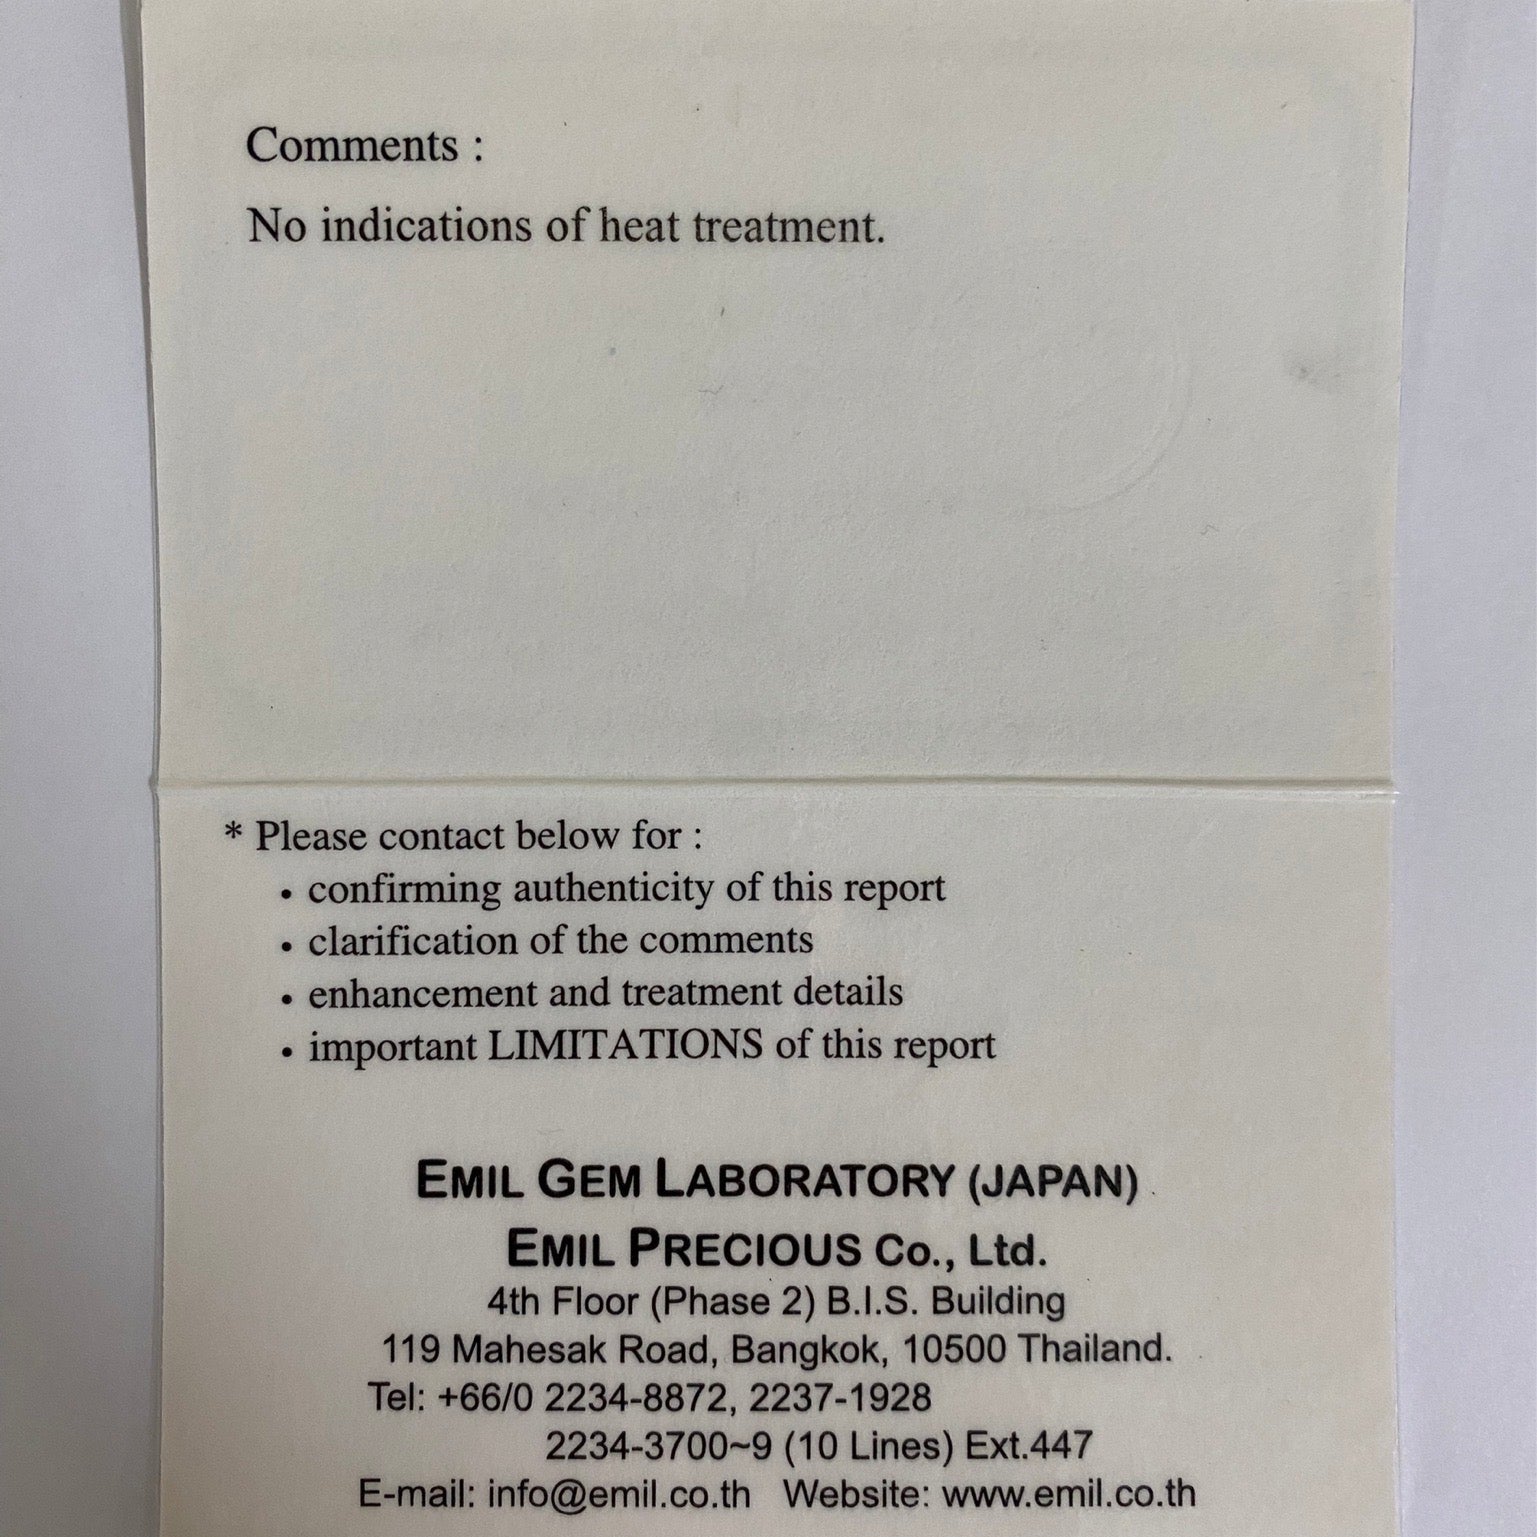 Comments :
No indications of heat treatment.
* Please contact below for :
• confirming authenticity of this report
• clarification of the comments
• enhancement and treatment details
• important LIMITATIONS of this report
EMIL GEM LABORATORY (JAPAN)
EMIL PRECIOUS Co., Ltd.
4th Floor (Phase 2) B.I.S. Building
119 Mahesak Road, Bangkok, 10500 Thailand.
Tel: +66/0 2234-8872, 2237-1928
2234-3700~9 (10 Lines) Ext.447
E-mail: info@emil.co.th Website: www.emil.co.th